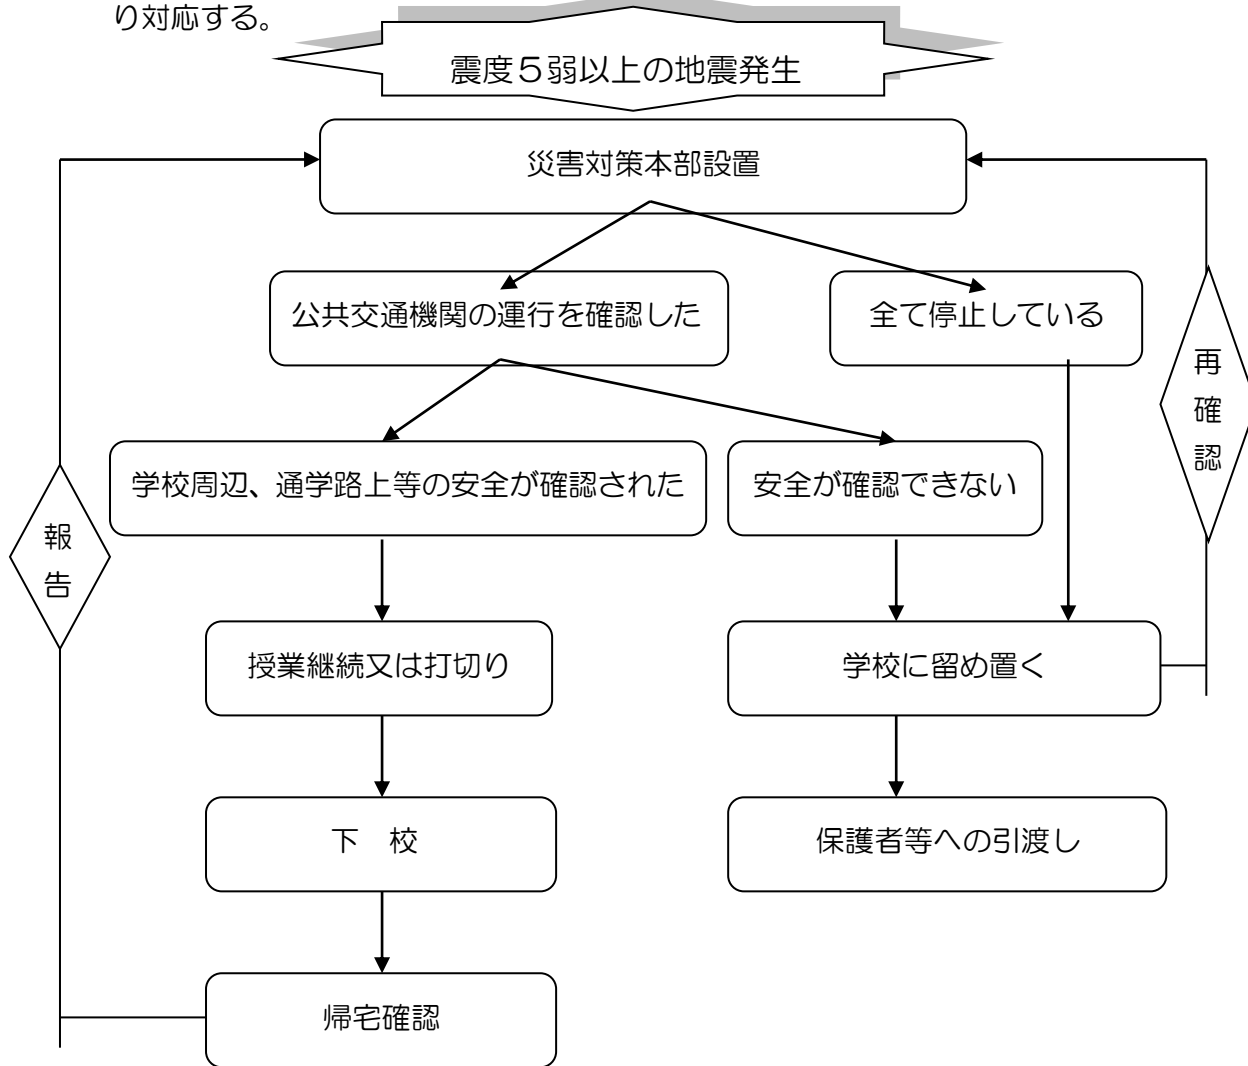 り対応する。
震度５弱以上の地震発生
災害対策本部設置
公共交通機関の運行を確認した
全て停止している
再
確
認
学校周辺、通学路上等の安全が確認された
安全が確認できない
報
告
授業継続又は打切り
学校に留め置く
下　校
保護者等への引渡し
帰宅確認